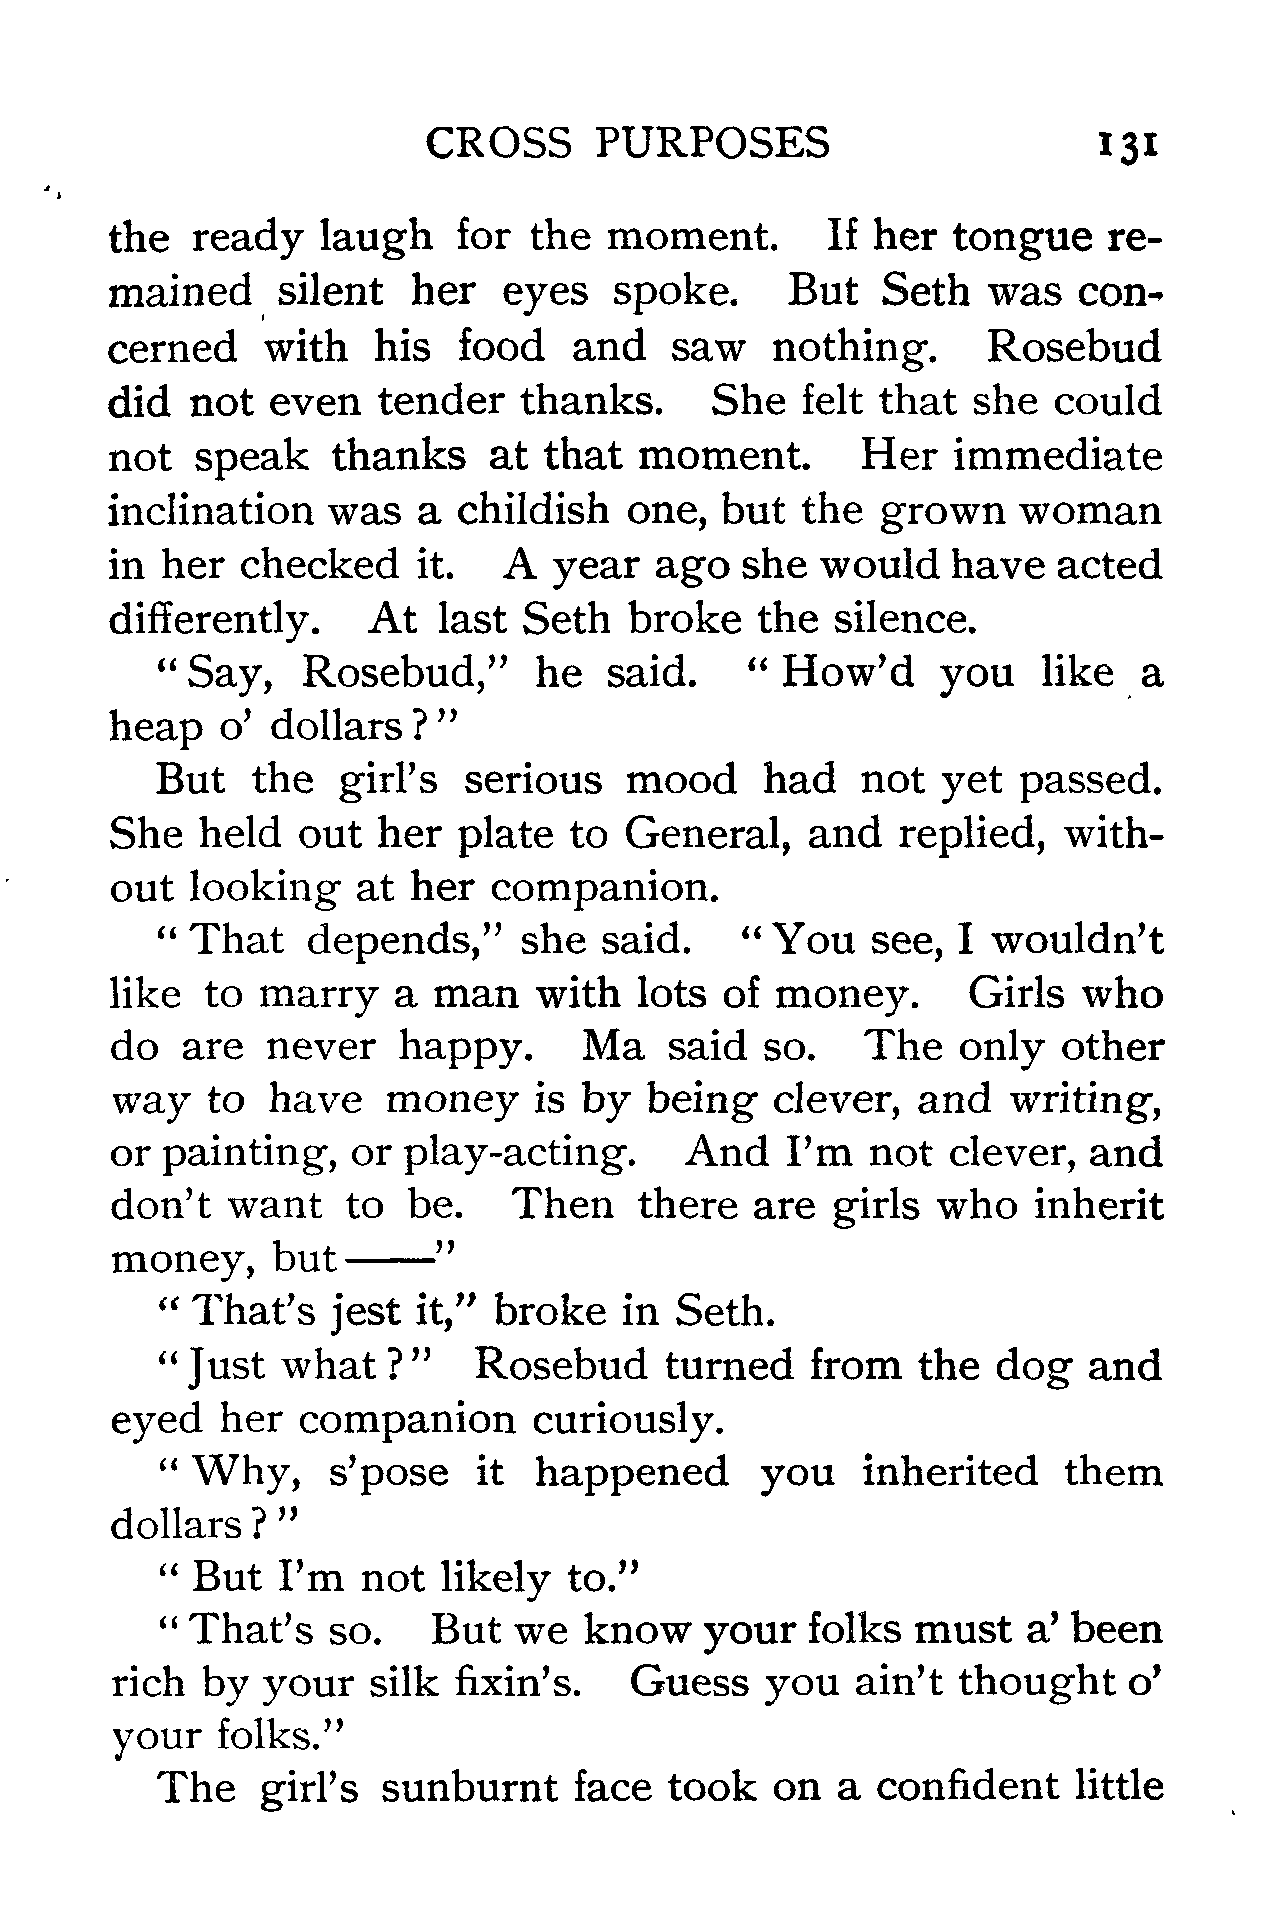 CROSS PURPOSES 131
the ready laugh for the moment. If her tongue re-
mained silent her eyes spoke. But Seth was con-
cerned with his food and saw nothing. Rosebud
did not even tender thanks. She felt that she could
not speak thanks at that moment. Her immediate
inclination was a childish one, but the grown woman
in her checked it. A year ago she would have acted
differently. At last Seth broke the silence.
“Say, Rosebud,” he said. “How’d you like a
heap o’ dollars?”
But the girl’s serious mood had not yet passed.
She held out her plate to General, and replied, with-
out looking at her companion.
“That depends,” she said. “You see, I wouldn’t
like to marry a man with lots of money. Girls who
do are never happy. Ma said so. The only other
way to have money is by being clever, and writing,
or painting, or play-acting. And I’m not clever, and
don’t want to be. Then there are girls who inherit
money, but——”
“That’s jest it,” broke in Seth.
“Just what?” Rosebud turned from the dog and
eyed her companion curiously.
“Why, s’pose it happened you inherited them
dollars?”
“But I’m not likely to.”
“That’s so. But we know your folks must a’ been
rich by your silk fixin’s. Guess you ain’t thought o’
your folks.”
The girl’s sunburnt face took on a confident little